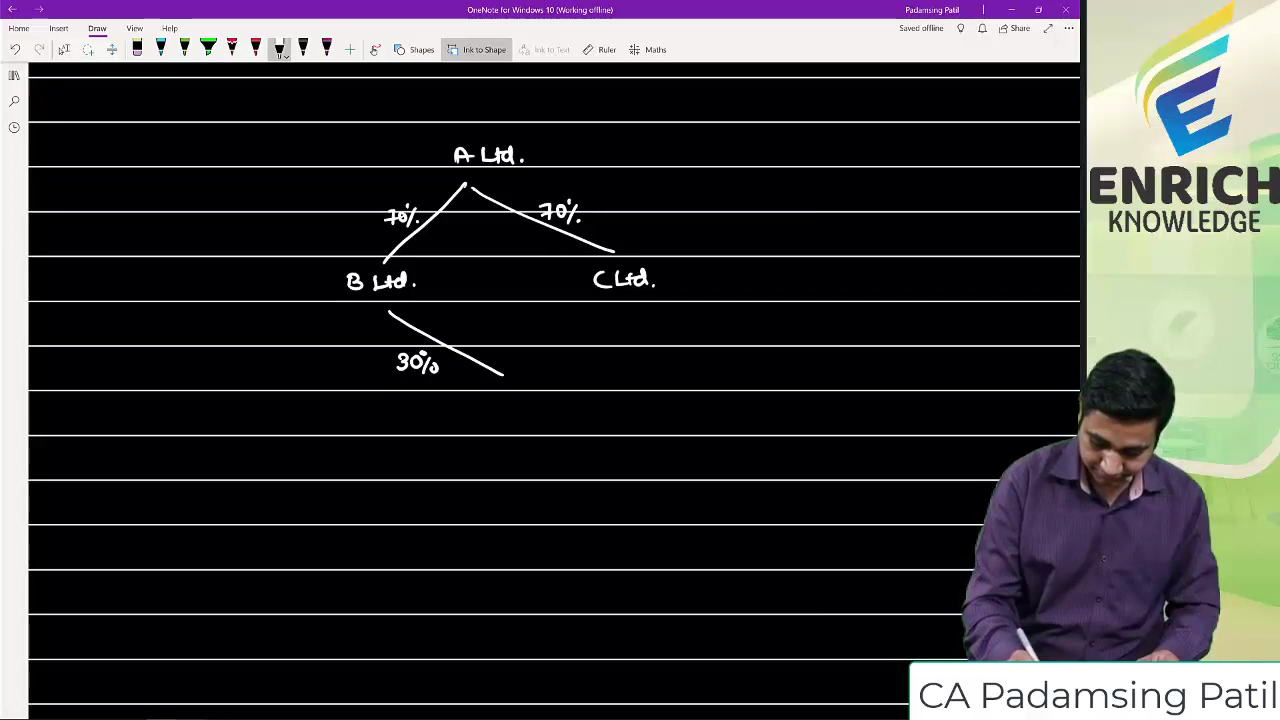 OneNote for Windows 10 (Working offline)
Padamsing Patil
Home Insert Draw View Help
Saved offline
Share
Shapes
Ink to Shape
Ink to Text
Ruler
Maths
A Ltd.
70%. 70%.
B Ltd. C Ltd.
30%
ENRICH
KNOWLEDGE
CA Padamsing Patil